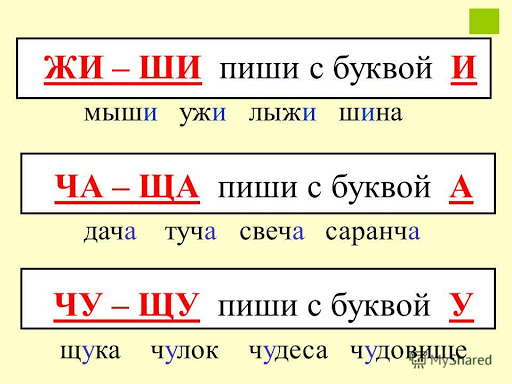 ЖИ – ШИ пиши с буквой И
мыши ужи лыжи шина
ЧА – ЩА пиши с буквой А
дача туча свеча саранча
ЧУ – ЩУ пиши с буквой У
щука чулок чудеса чудовище
MyShared